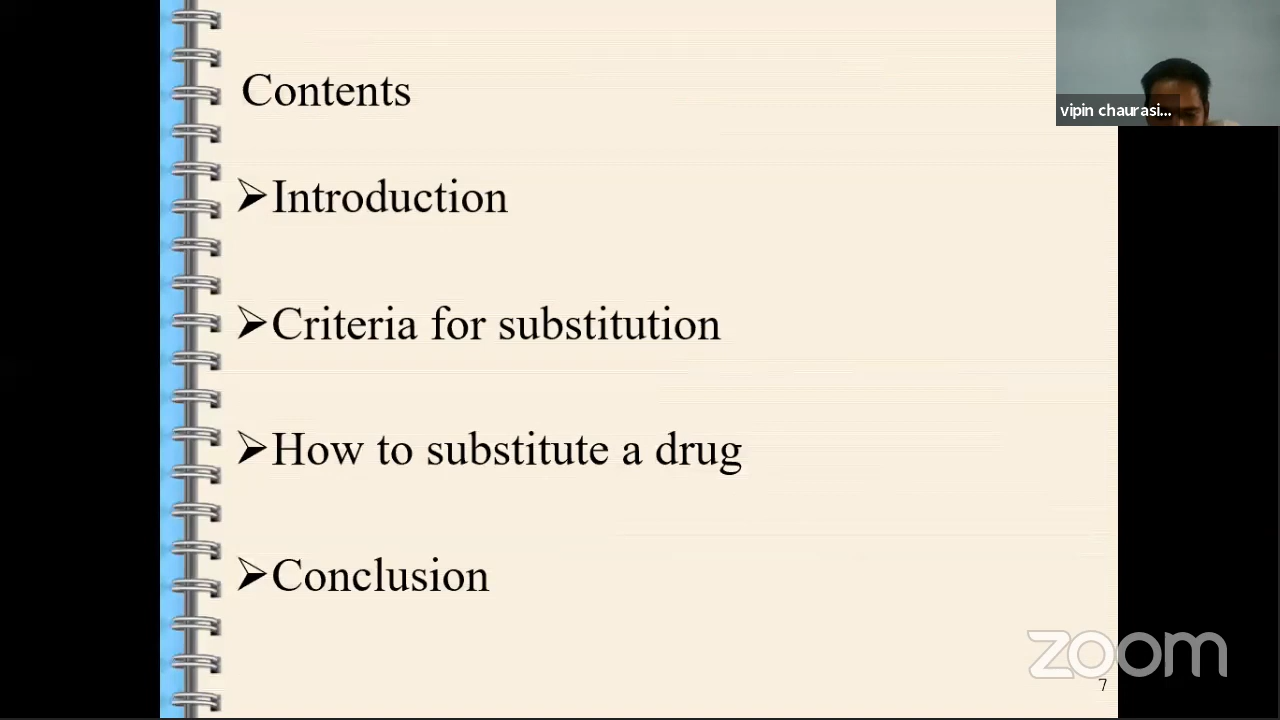 Contents
vipin chaurasi...
➢Introduction
➢Criteria for substitution
➢How to substitute a drug
➢Conclusion
zoom
7